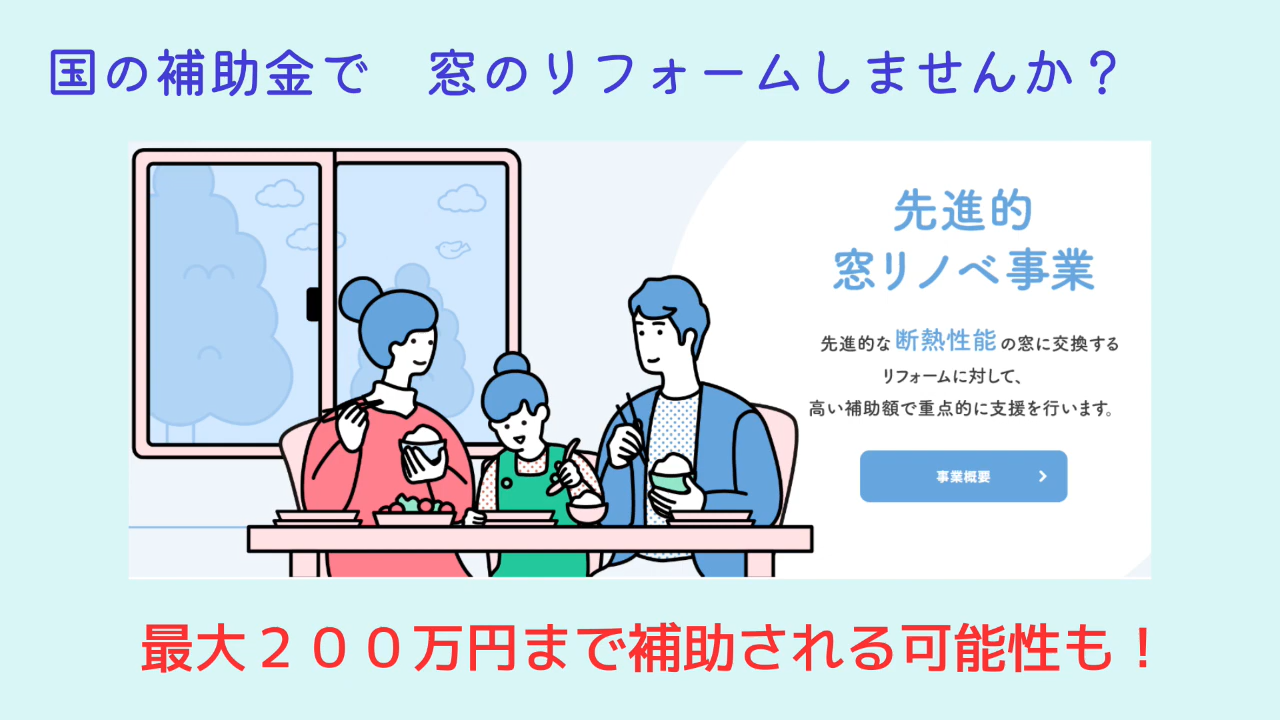 国の補助金で　窓のリフォームしませんか？
先進的
窓リノベ事業
先進的な断熱性能の窓に交換する
リフォームに対して、
高い補助額で重点的に支援を行います。
事業概要
最大２００万円まで補助される可能性も！